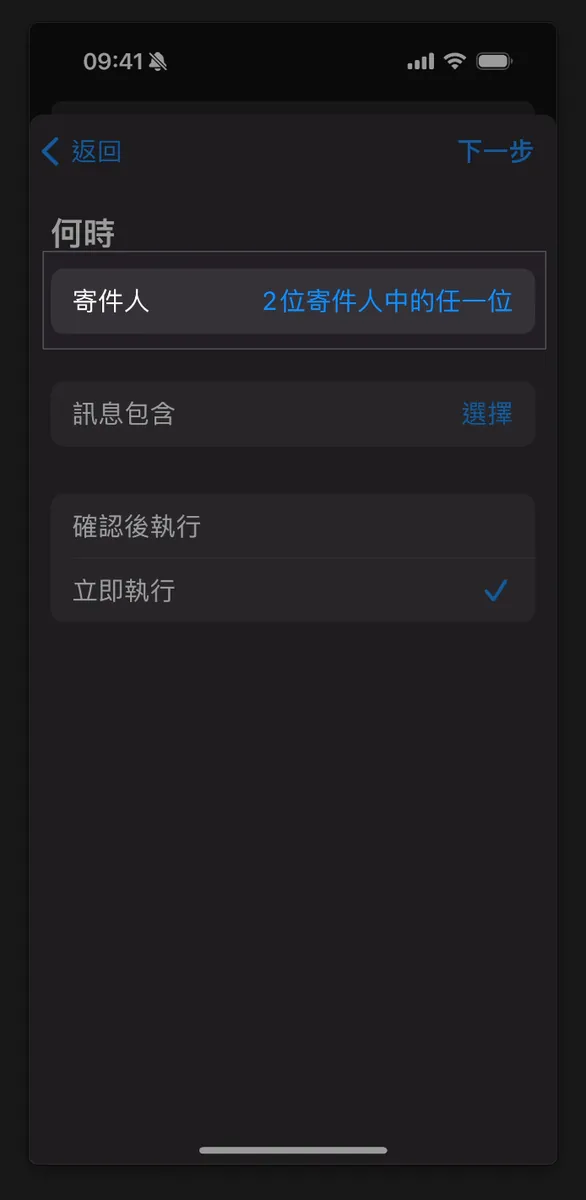 09:41
返回
下一步
何時
寄件人
2位寄件人中的任一位
訊息包含
選擇
確認後執行
立即執行